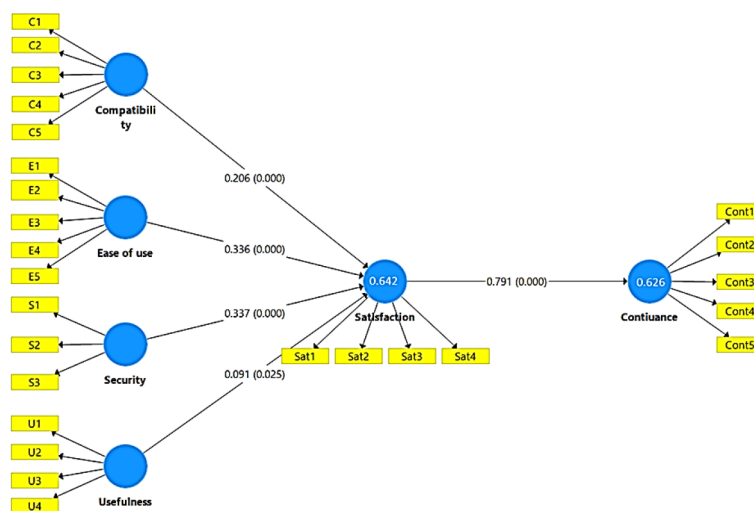 C1
C2
C3
C4
C5
Compatibili
ty
0.206 (0.000)
E1
E2
E3
E4
E5
Ease of use
0.336 (0.000)
S1
S2
S3
Security
0.337 (0.000)
U1
U2
U3
U4
Usefulness
0.091 (0.025)
0.642
Satisfaction
Sat1
Sat2
Sat3
Sat4
0.791 (0.000)
0.626
Contiuance
Cont1
Cont2
Cont3
Cont4
Cont5